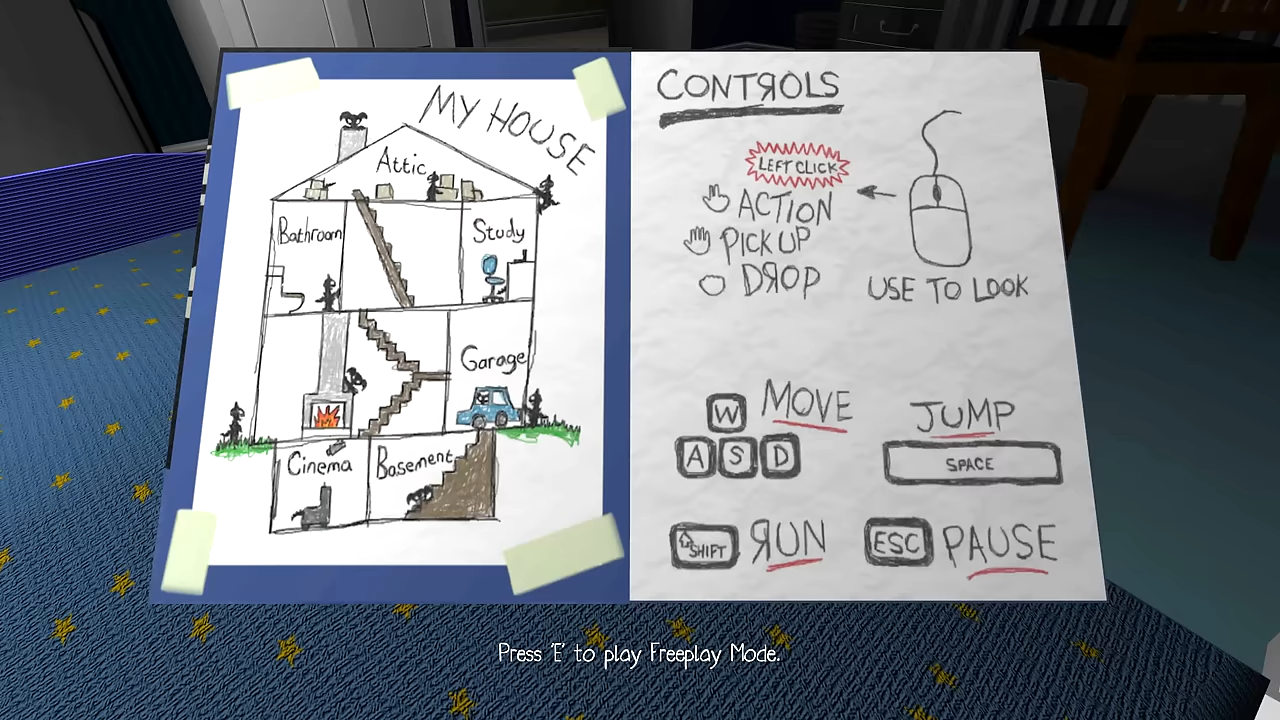 MY HOUSE
Attic
Bathroom
Study
Garage
Cinema
Basement
CONTROLS
LEFT CLICK
ACTION
PICK UP
DROP
USE TO LOOK
W
MOVE
A S D
JUMP
SPACE
SHIFT
RUN
ESC
PAUSE
Press 'E' to play Freeplay Mode.